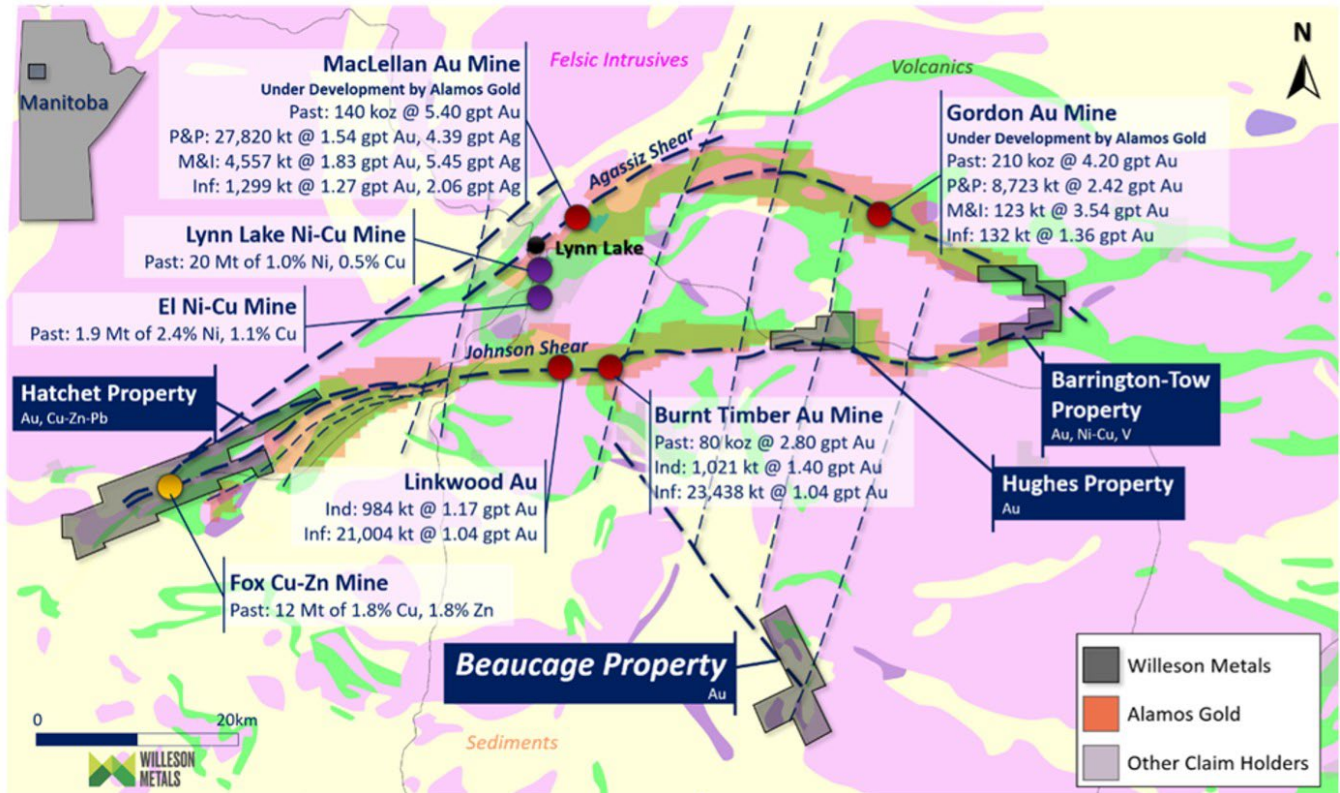 Manitoba
MacLellan Au Mine
Under Development by Alamos Gold
Past: 140 koz @ 5.40 gpt Au
P&P: 27,820 kt @ 1.54 gpt Au, 4.39 gpt Ag
M&I: 4,557 kt @ 1.83 gpt Au, 5.45 gpt Ag
Inf: 1,299 kt @ 1.27 gpt Au, 2.06 gpt Ag
Felsic Intrusives
Volcanics
N
Gordon Au Mine
Under Development by Alamos Gold
Past: 210 koz @ 4.20 gpt Au
P&P: 8,723 kt @ 2.42 gpt Au
M&I: 123 kt @ 3.54 gpt Au
Inf: 132 kt @ 1.36 gpt Au
Agassiz Shear
Lynn Lake Ni-Cu Mine
Past: 20 Mt of 1.0% Ni, 0.5% Cu
Lynn Lake
El Ni-Cu Mine
Past: 1.9 Mt of 2.4% Ni, 1.1% Cu
Johnson Shear
Hatchet Property
Au, Cu-Zn-Pb
Barrington-Tow
Property
Au, Ni-Cu, V
Burnt Timber Au Mine
Past: 80 koz @ 2.80 gpt Au
Ind: 1,021 kt @ 1.40 gpt Au
Inf: 23,438 kt @ 1.04 gpt Au
Linkwood Au
Ind: 984 kt @ 1.17 gpt Au
Inf: 21,004 kt @ 1.04 gpt Au
Hughes Property
Au
Fox Cu-Zn Mine
Past: 12 Mt of 1.8% Cu, 1.8% Zn
Beaucage Property
Au
0 20km
WILLESON
METALS
Sediments
Willeson Metals
Alamos Gold
Other Claim Holders